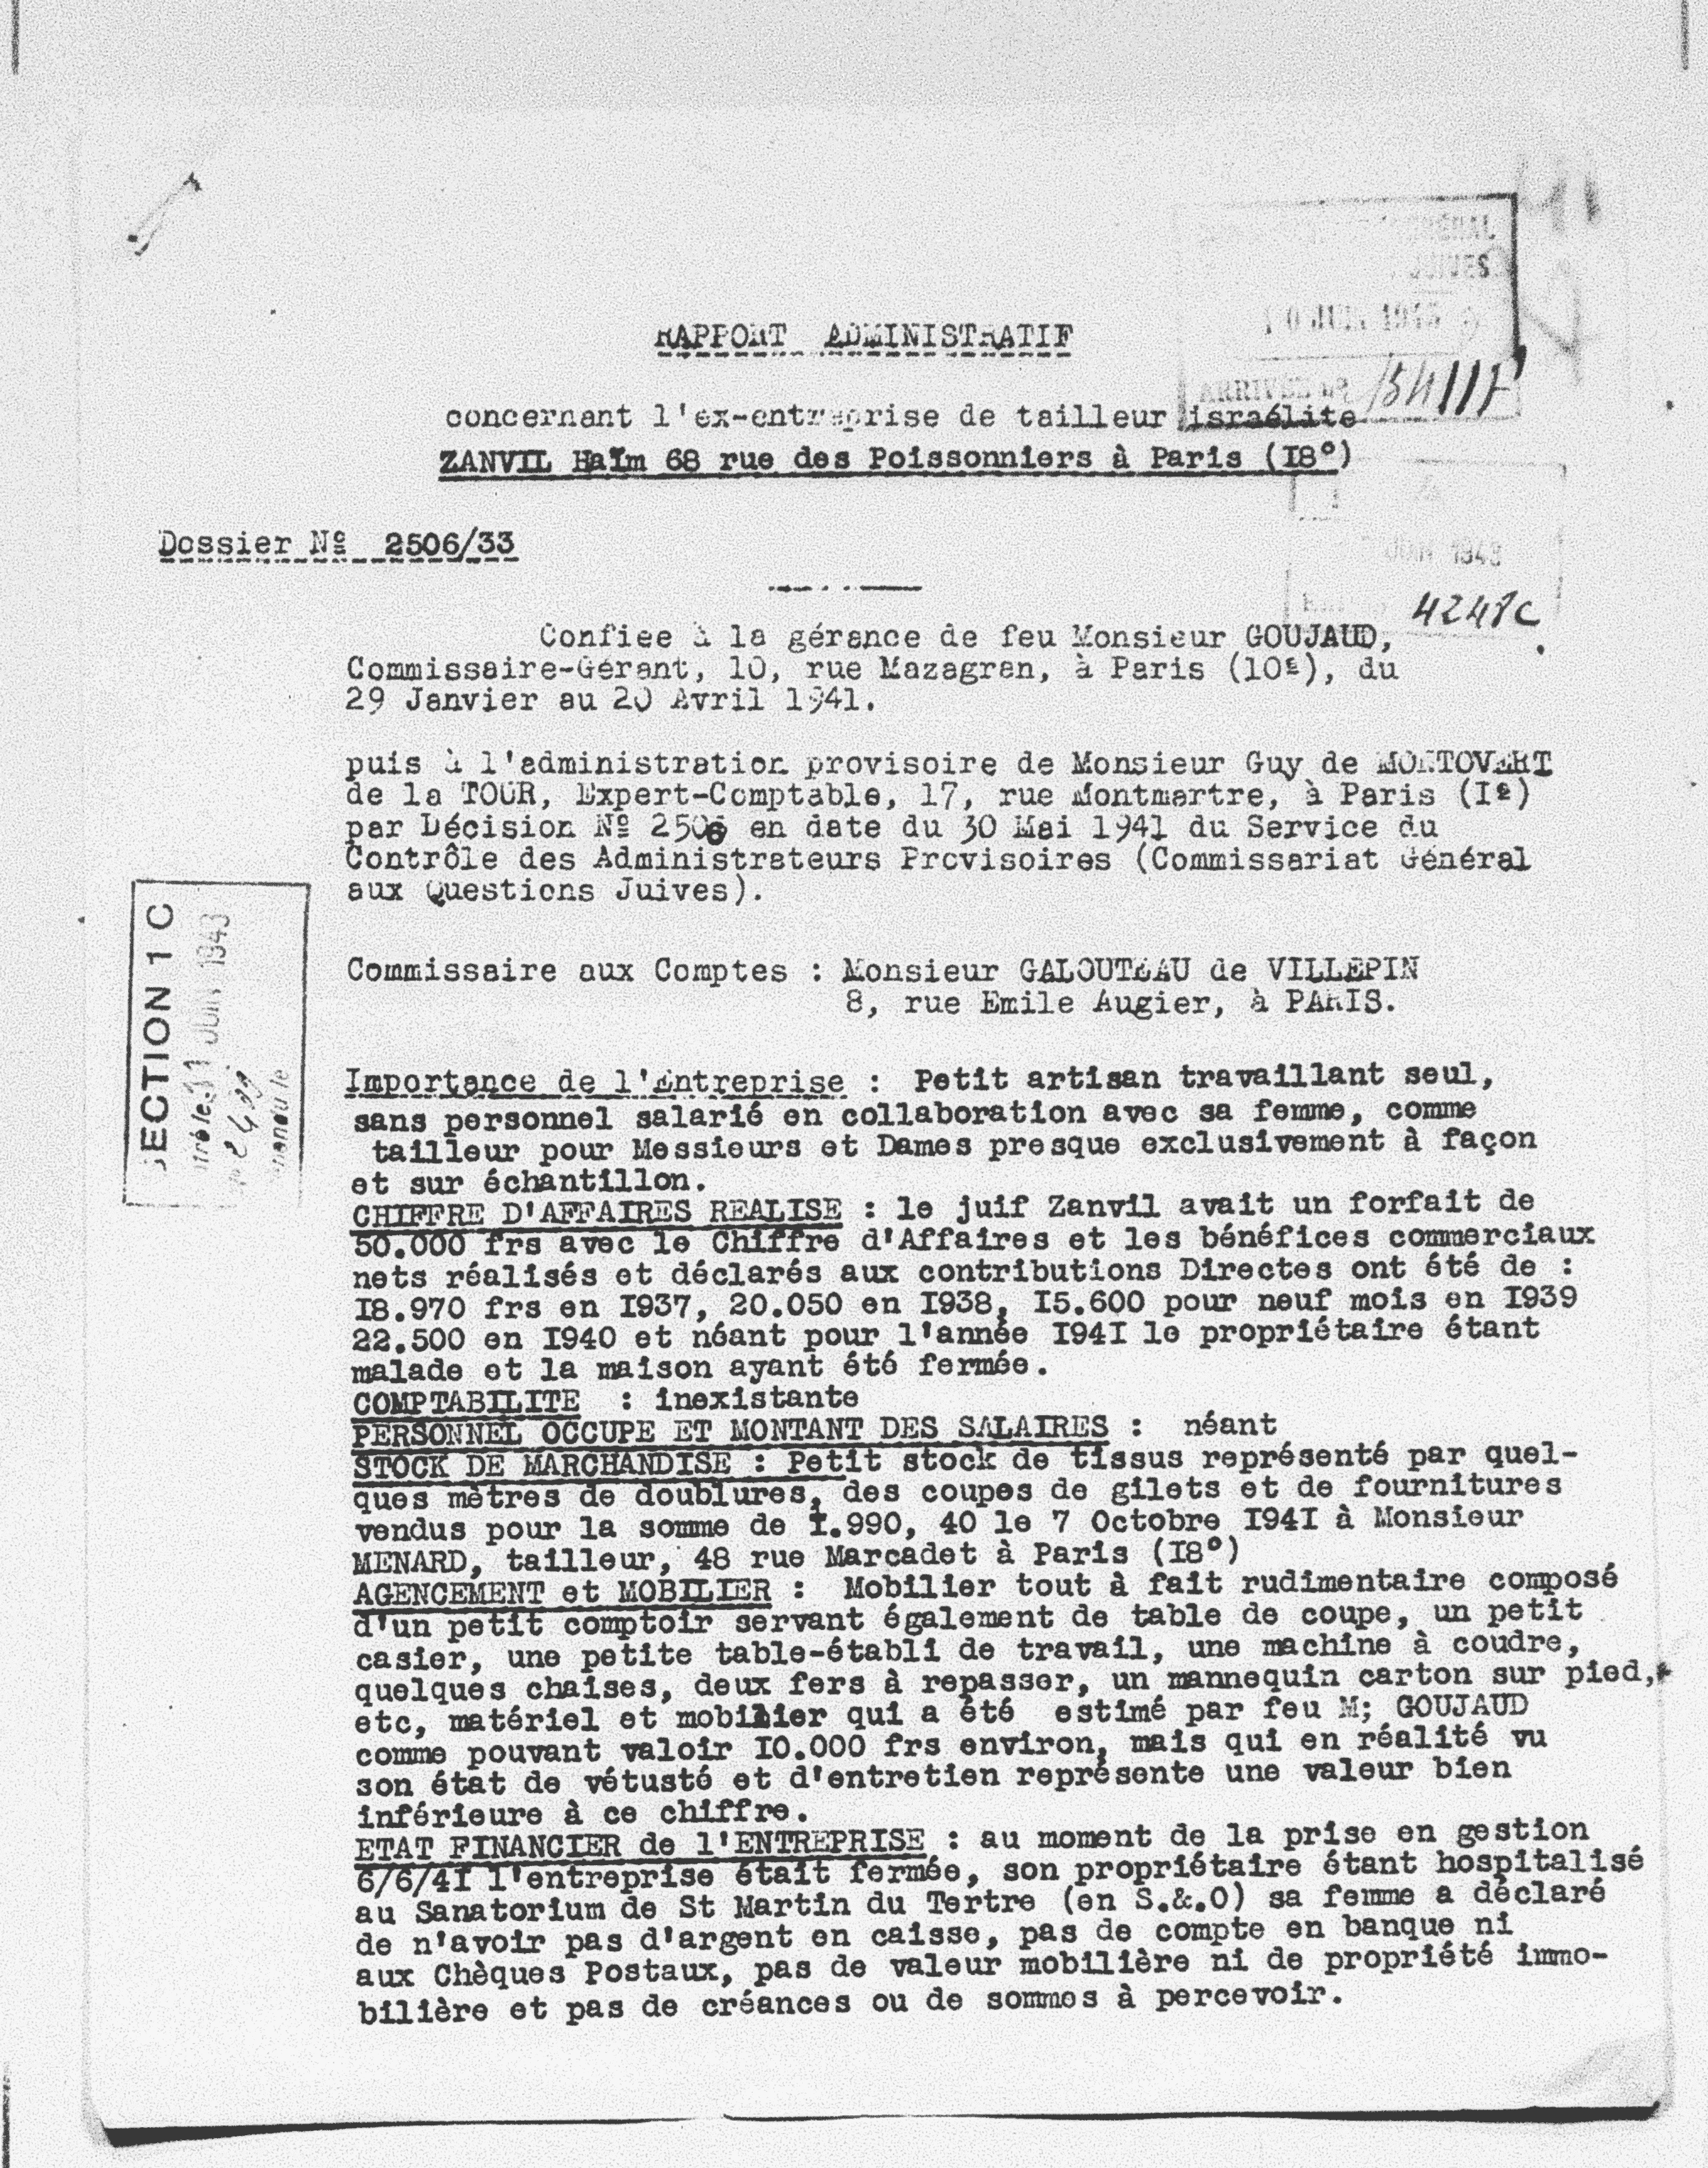 JUIVES
ARRIVÉE
RAPPORT ADMINISTRATIF
concernant l'ex-entreprise de tailleur israélite
ZANVIL Haïm 68 rue des Poissonniers à Paris (I8°)
Dossier Nº 2506/33
1943
4248c
Confiee à la gérance de feu Monsieur GOUJAUD,
Commissaire-Gérant, 10, rue Mazagran, à Paris (10º), du
29 Janvier au 20 Avril 1941.
puis à l'administration provisoire de Monsieur Guy de MONTOVERT
de la TOUR, Expert-Comptable, 17, rue Montmartre, à Paris (Iº)
par Décision Nº 2506 en date du 30 Mai 1941 du Service du
Contrôle des Administrateurs Provisoires (Commissariat Général
aux Questions Juives).
SECTION 1 C
11 JUIN 1943
Commissaire aux Comptes : Monsieur GALOUTEAU de VILLEPIN
8, rue Emile Augier, à PARIS.
Importance de l'Entreprise : Petit artisan travaillant seul,
sans personnel salarié en collaboration avec sa femme, comme
tailleur pour Messieurs et Dames presque exclusivement à façon
et sur échantillon.
CHIFFRE D'AFFAIRES REALISE : le juif Zanvil avait un forfait de
50.000 frs avec le Chiffre d'Affaires et les bénéfices commerciaux
nets réalisés et déclarés aux contributions Directes ont été de :
I8.970 frs en I937, 20.050 en I938, I5.600 pour neuf mois en I939
22.500 en I940 et néant pour l'année I94I le propriétaire étant
malade et la maison ayant été fermée.
COMPTABILITE : inexistante
PERSONNEL OCCUPE ET MONTANT DES SALAIRES : néant
STOCK DE MARCHANDISE : Petit stock de tissus représenté par quel-
ques mètres de doublures, des coupes de gilets et de fournitures
vendus pour la somme de I.990, 40 le 7 Octobre I94I à Monsieur
MENARD, tailleur, 48 rue Marcadet à Paris (I8°)
AGENCEMENT et MOBILIER : Mobilier tout à fait rudimentaire composé
d'un petit comptoir servant également de table de coupe, un petit
casier, une petite table-établi de travail, une machine à coudre,
quelques chaises, deux fers à repasser, un mannequin carton sur pied,
etc, matériel et mobilier qui a été estimé par feu M; GOUJAUD
comme pouvant valoir I0.000 frs environ, mais qui en réalité vu
son état de vétusté et d'entretien représente une valeur bien
inférieure à ce chiffre.
ETAT FINANCIER de l'ENTREPRISE : au moment de la prise en gestion
6/6/4I l'entreprise était fermée, son propriétaire étant hospitalisé
au Sanatorium de St Martin du Tertre (en S.&.O) sa femme a déclaré
de n'avoir pas d'argent en caisse, pas de compte en banque ni
aux Chèques Postaux, pas de valeur mobilière ni de propriété immo-
bilière et pas de créances ou de sommes à percevoir.